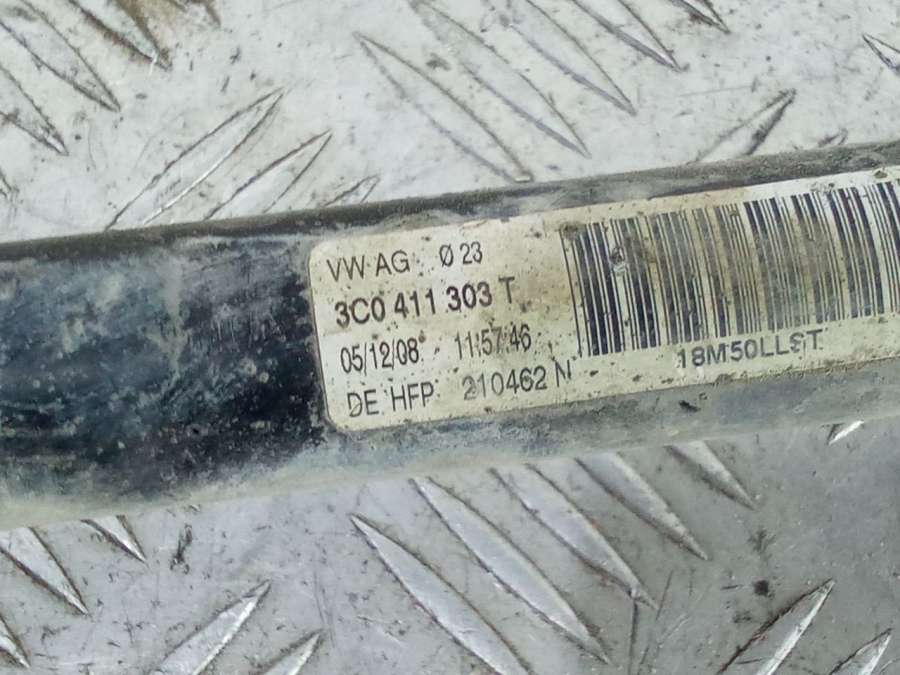 VW AG Ø 23
3C0 411 303 T
05/12/08 11:57:46
DE HFP 210462 N
18M50LLST